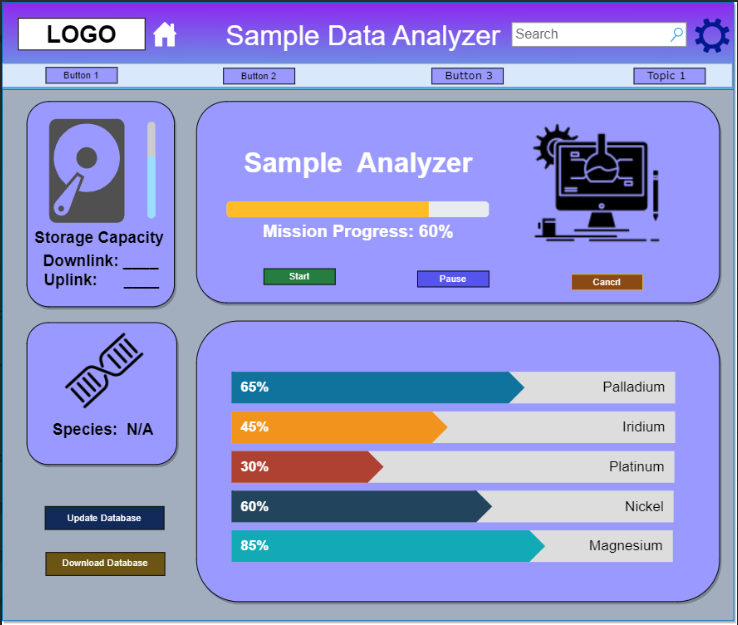 LOGO
Sample Data Analyzer
Search
Button 1
Button 2
Button 3
Topic 1
Storage Capacity
Downlink: ____
Uplink: ____
Sample Analyzer
Mission Progress: 60%
Start
Pause
Cancrl
Species: N/A
Update Database
Download Database
65% Palladium
45% Iridium
30% Platinum
60% Nickel
85% Magnesium